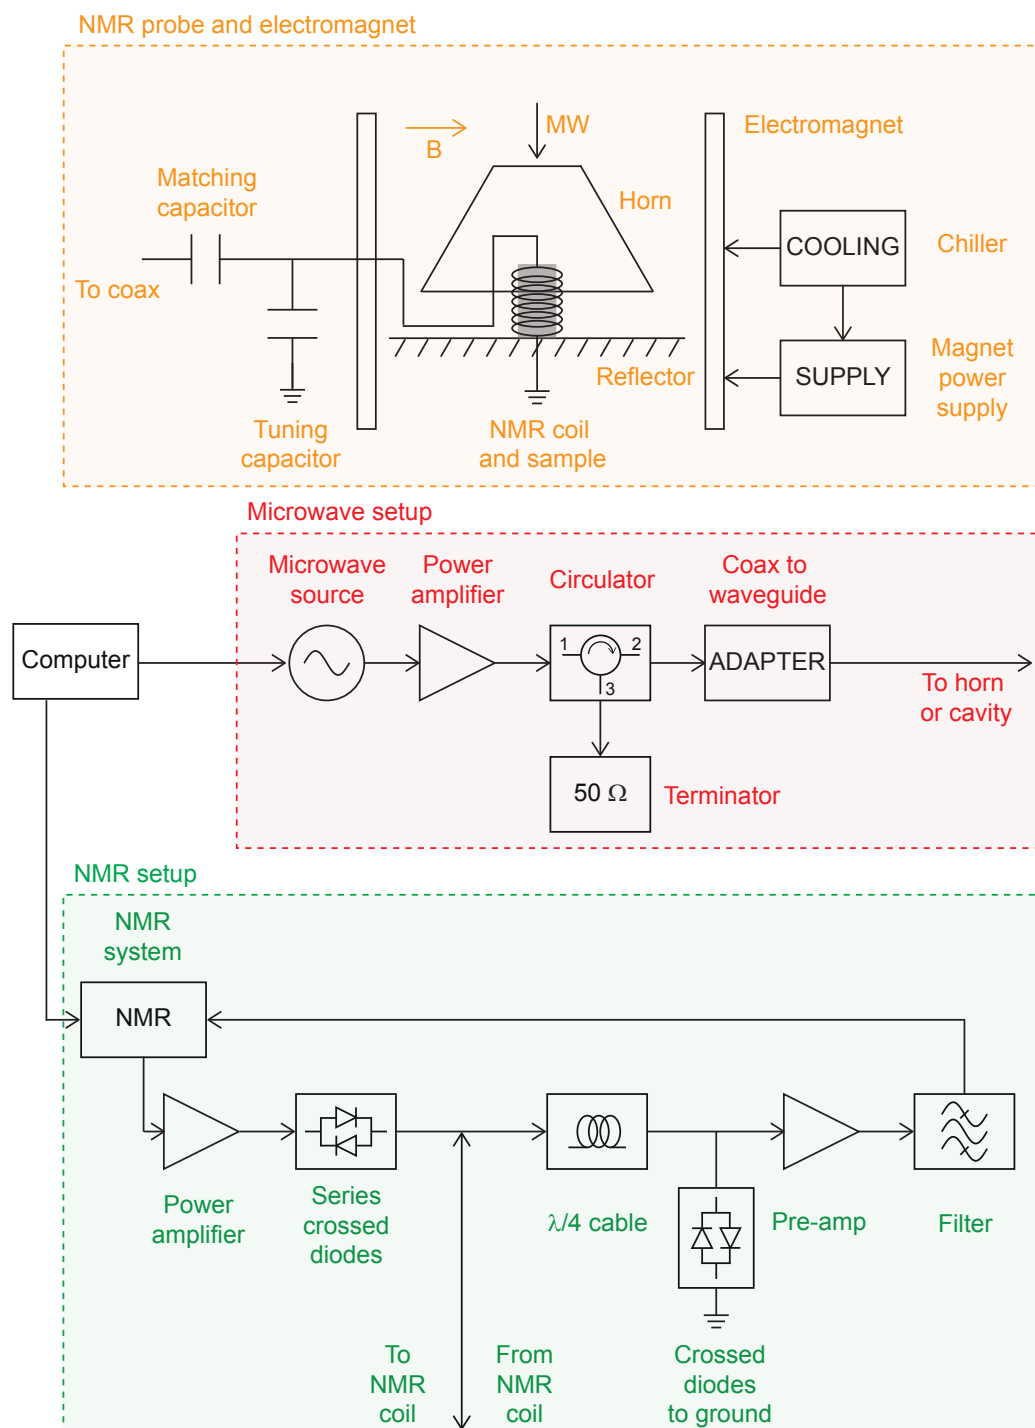 NMR probe and electromagnet
MW
B
Electromagnet
Matching
capacitor
Horn
COOLING
Chiller
To coax
Reflector
SUPPLY
Magnet
power
supply
Tuning
capacitor
NMR coil
and sample
Microwave setup
Microwave
source
Power
amplifier
Circulator
Coax to
waveguide
Computer
1
2
3
ADAPTER
To horn
or cavity
50 Ω
Terminator
NMR setup
NMR
system
NMR
Power
amplifier
Series
crossed
diodes
λ/4 cable
Pre-amp
Filter
To
NMR
coil
From
NMR
coil
Crossed
diodes
to ground